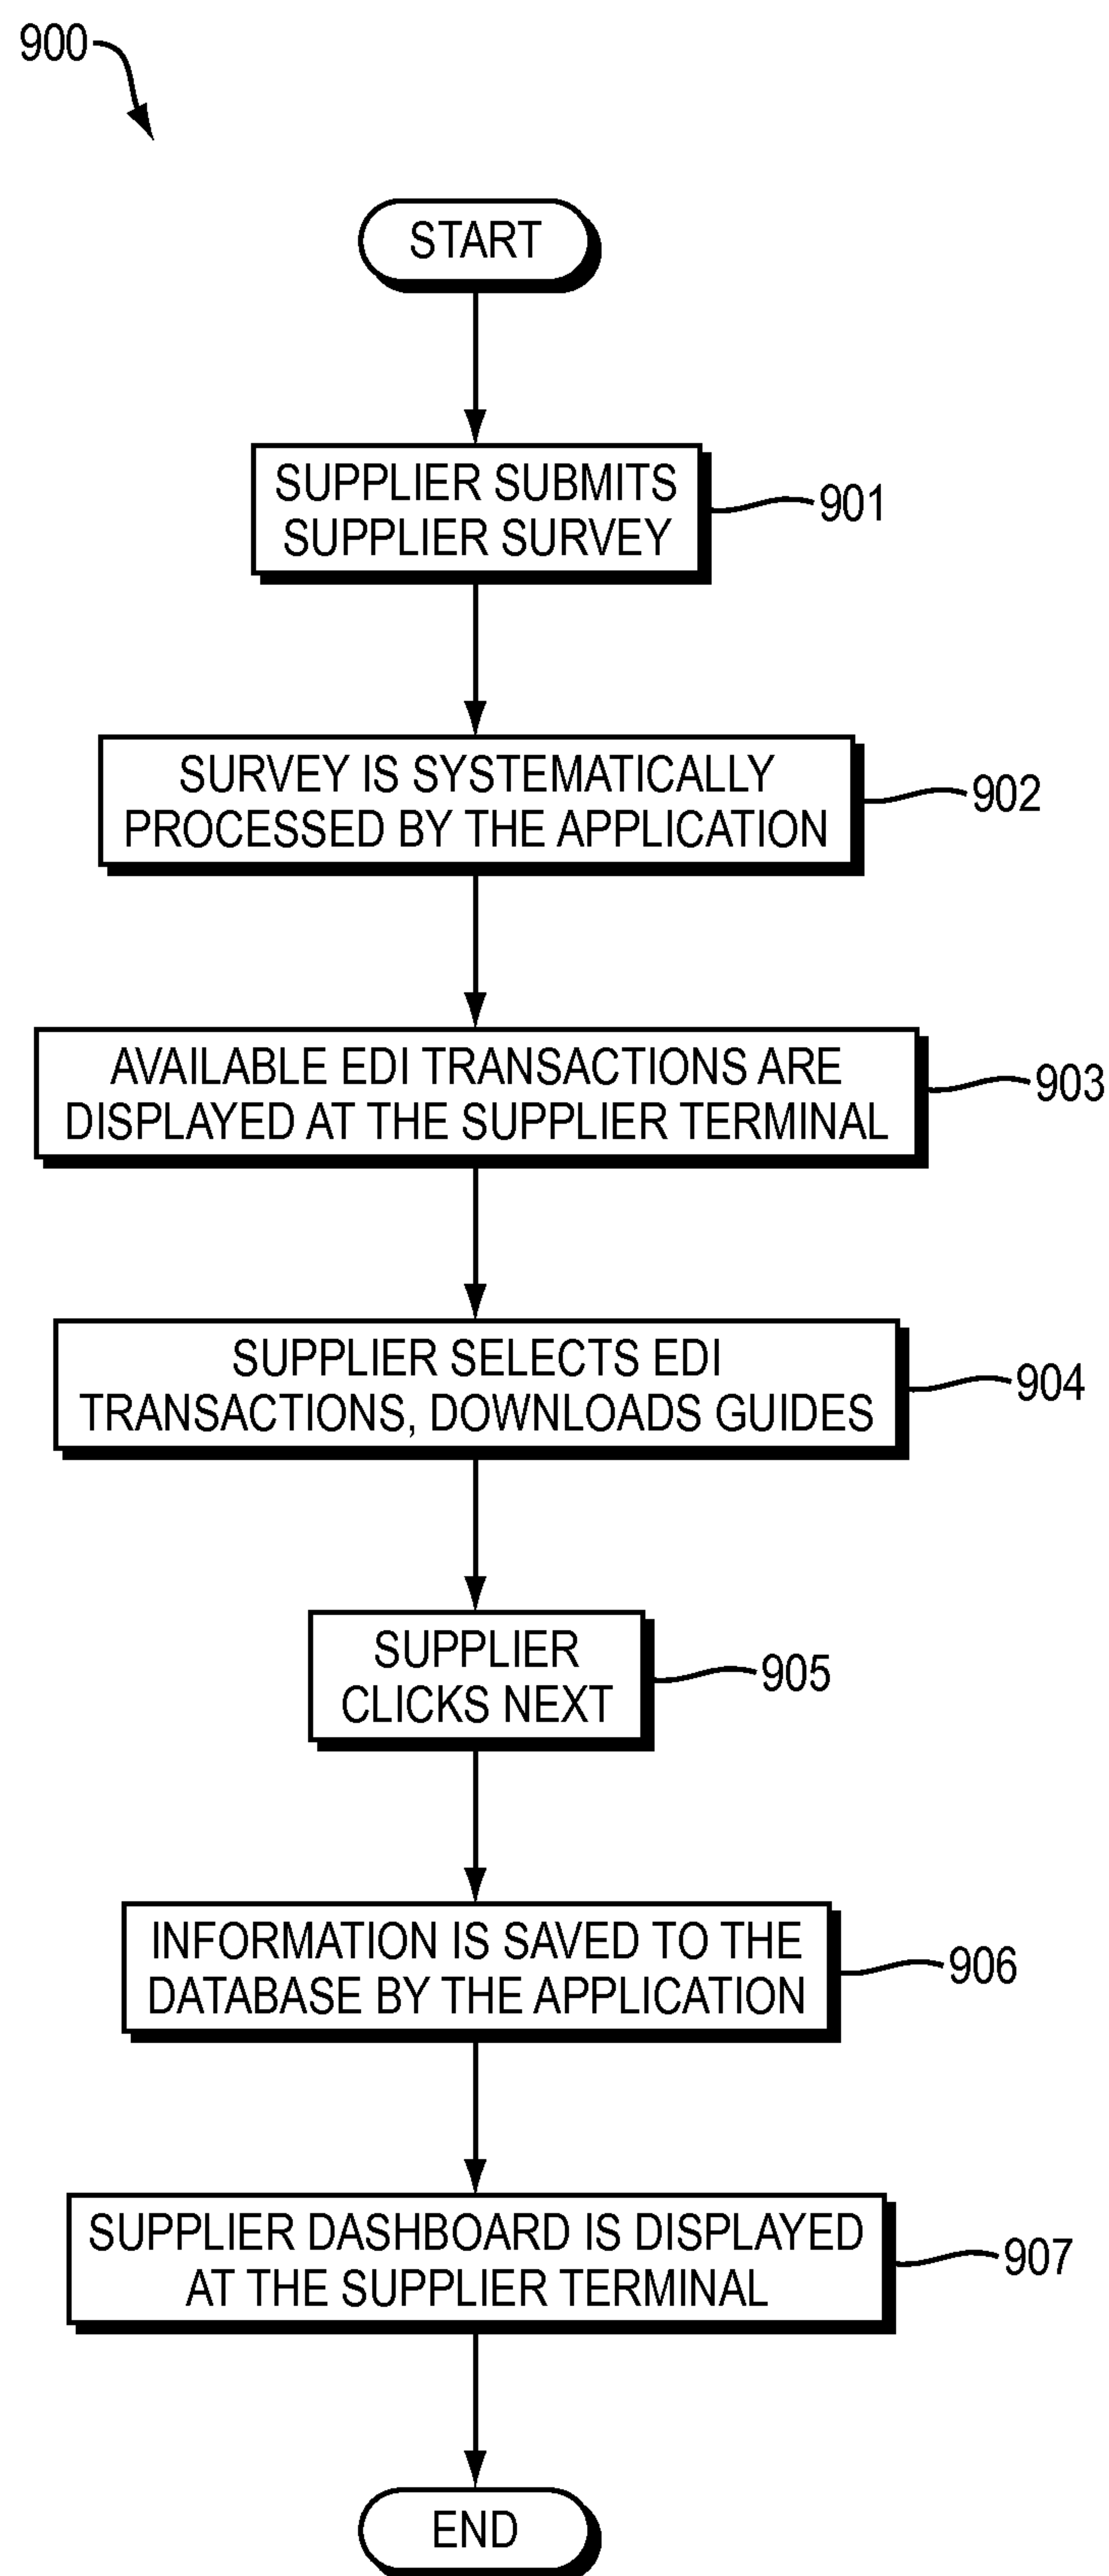 900
START
SUPPLIER SUBMITS
SUPPLIER SURVEY
901
SURVEY IS SYSTEMATICALLY
PROCESSED BY THE APPLICATION
902
AVAILABLE EDI TRANSACTIONS ARE
DISPLAYED AT THE SUPPLIER TERMINAL
903
SUPPLIER SELECTS EDI
TRANSACTIONS, DOWNLOADS GUIDES
904
SUPPLIER
CLICKS NEXT
905
INFORMATION IS SAVED TO THE
DATABASE BY THE APPLICATION
906
SUPPLIER DASHBOARD IS DISPLAYED
AT THE SUPPLIER TERMINAL
907
END